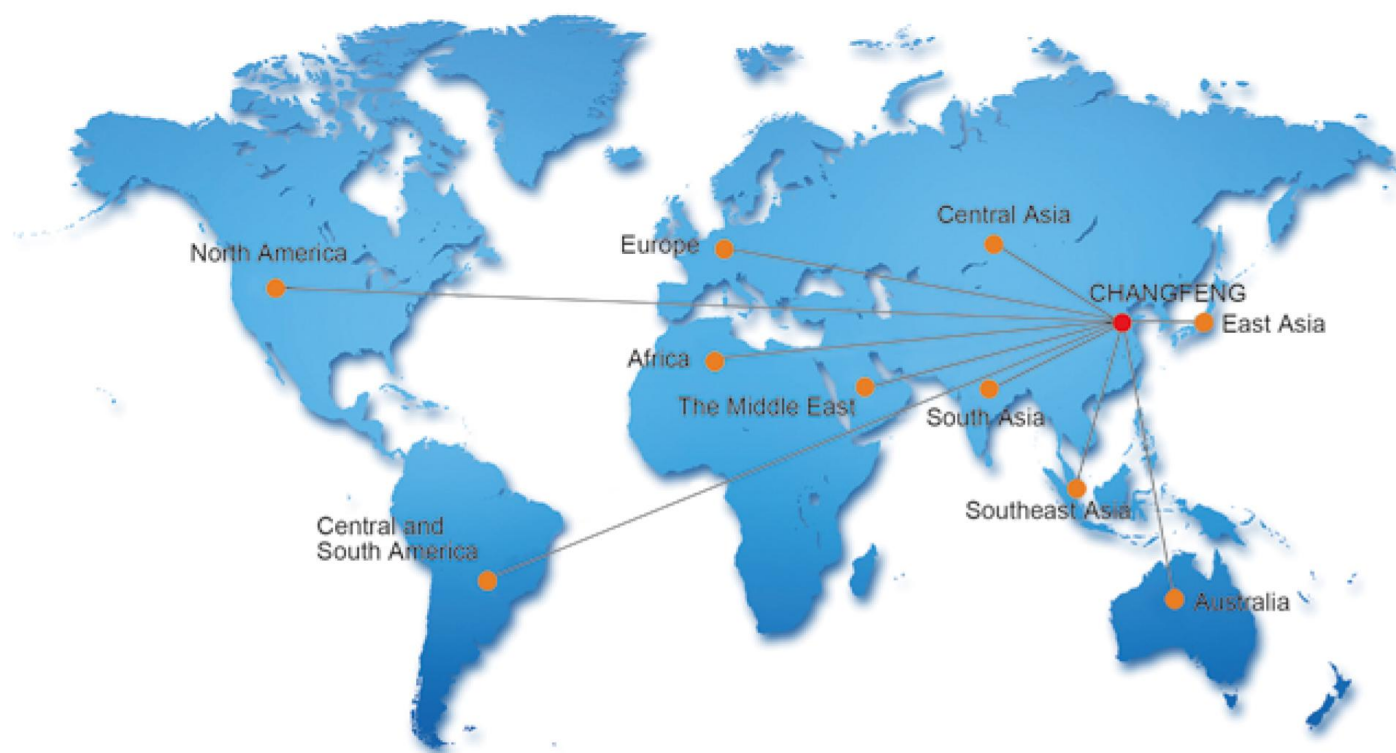 Central Asia
Europe
North America
CHANGFENG
East Asia
Africa
The Middle East
South Asia
Southeast Asia
Central and
South America
Australia